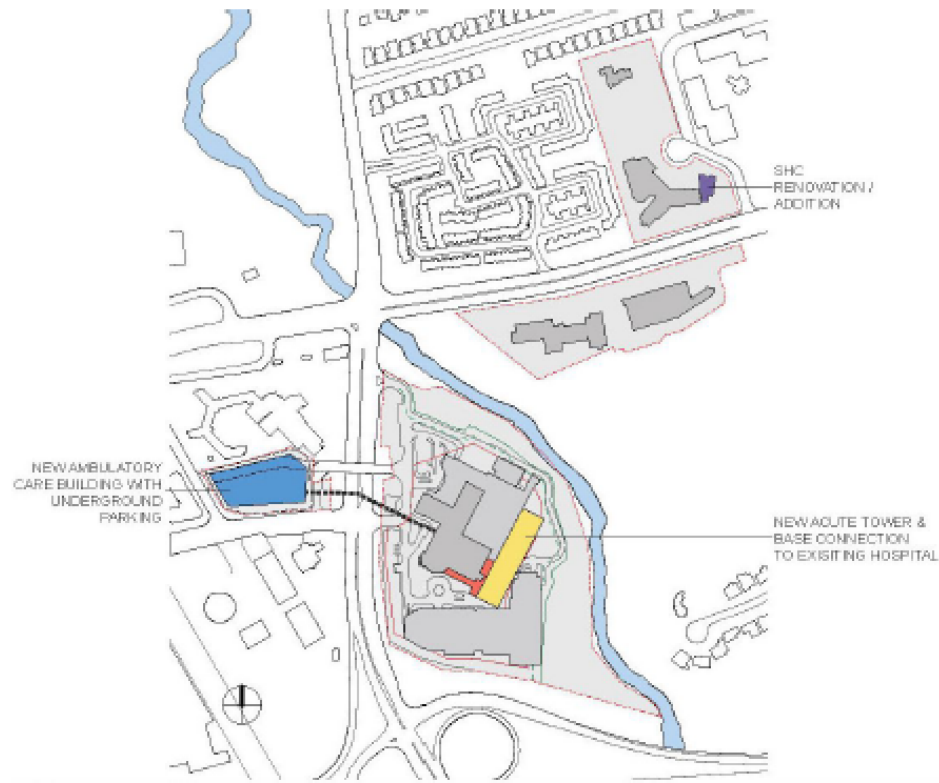 SHC
RENOVATION /
ADDITION
NEW AMBULATORY
CARE BUILDING WITH
UNDERGROUND
PARKING
NEW ACUTE TOWER &
BASE CONNECTION
TO EXISITING HOSPITAL